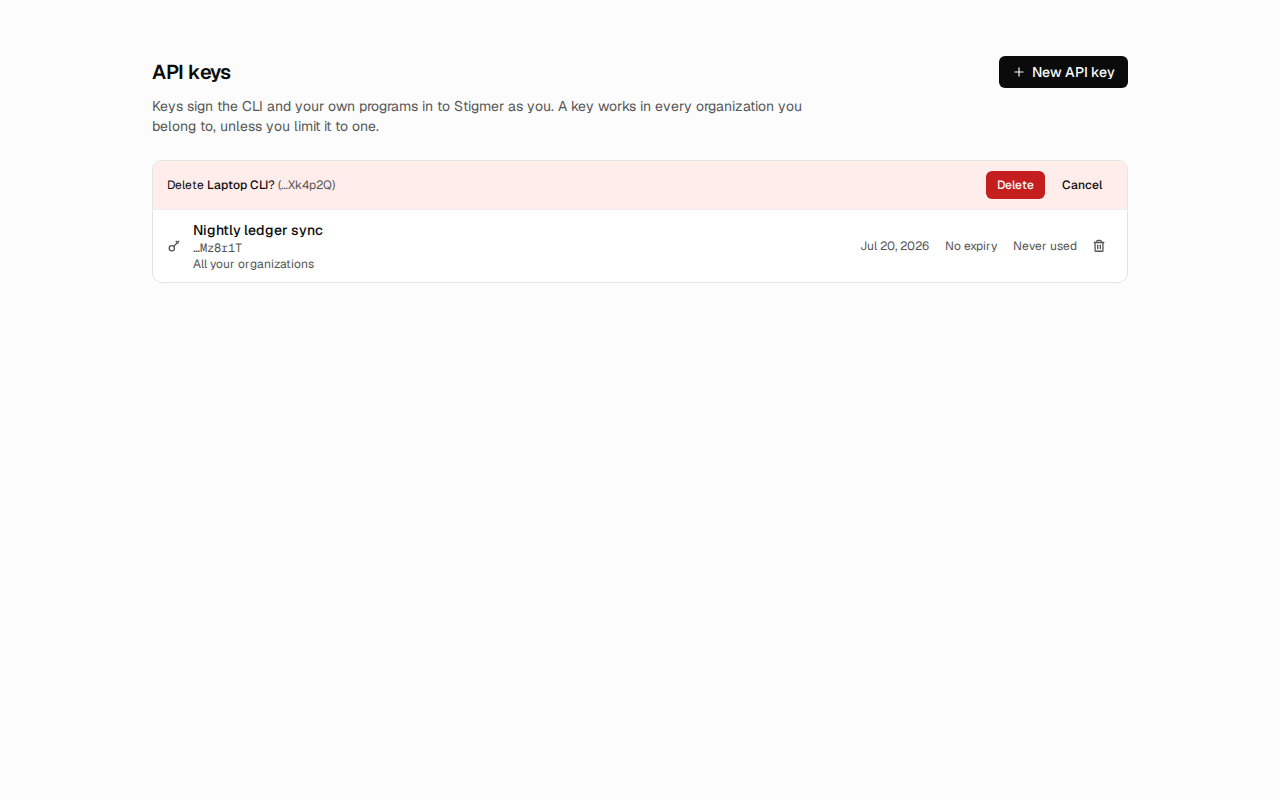 API keys
New API key
Keys sign the CLI and your own programs in to Stigmer as you. A key works in every organization you
belong to, unless you limit it to one.
Delete Laptop CLI? (…Xk4p2Q)
Delete
Cancel
Nightly ledger sync
…Mz8r1T
All your organizations
Jul 20, 2026
No expiry
Never used